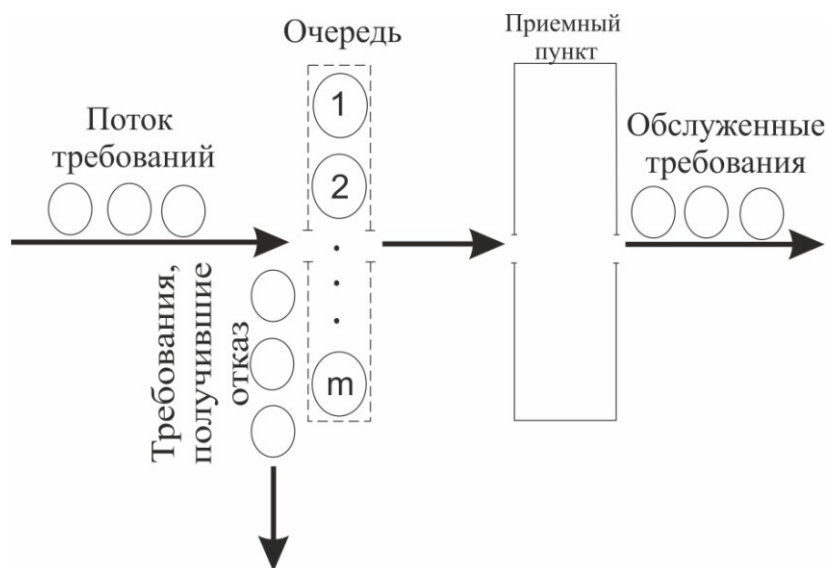 Очередь
Приемный
пункт
Поток
требований
Обслуженные
требования
1
2
m
Требования,
получившие
отказ